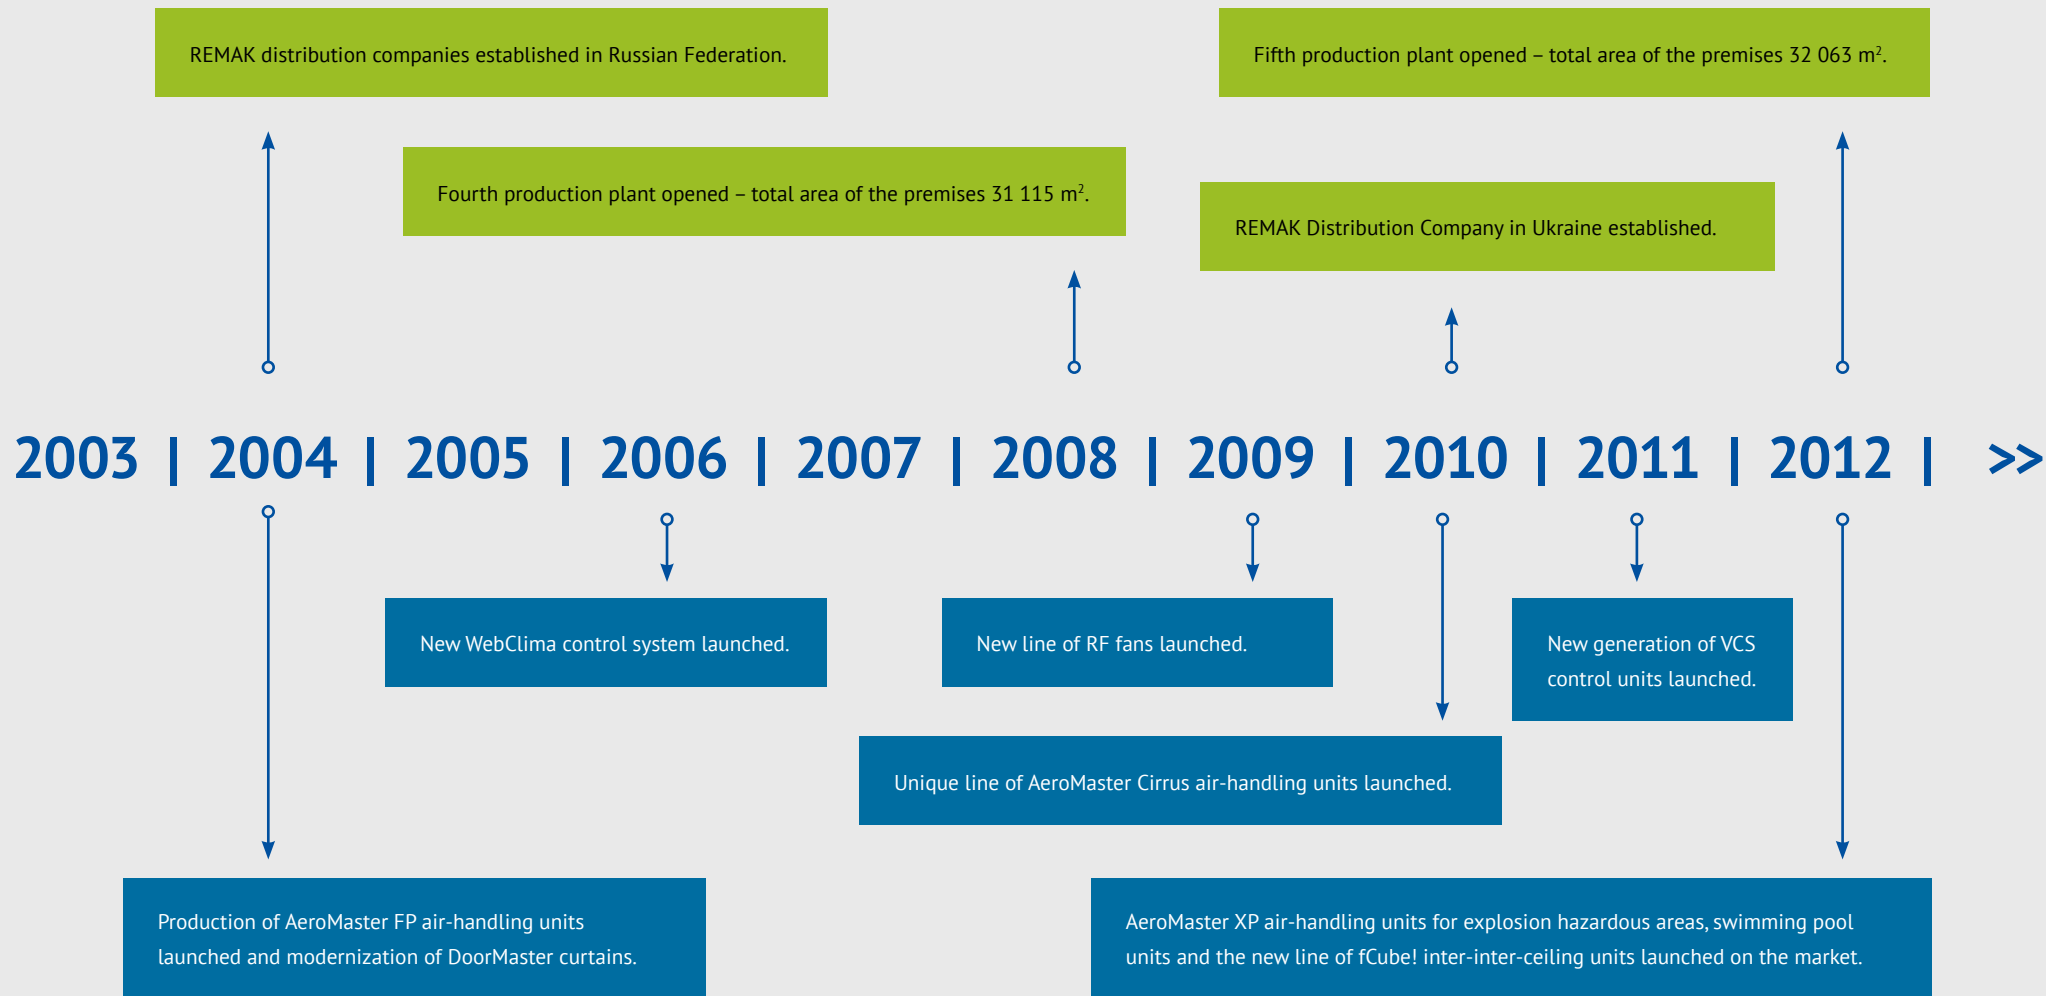 REMAK distribution companies established in Russian Federation.
Fifth production plant opened – total area of the premises 32 063 m².
Fourth production plant opened – total area of the premises 31 115 m².
REMAK Distribution Company in Ukraine established.
2003 | 2004 | 2005 | 2006 | 2007 | 2008 | 2009 | 2010 | 2011 | 2012 | >>
New WebClima control system launched.
New line of RF fans launched.
New generation of VCS
control units launched.
Unique line of AeroMaster Cirrus air-handling units launched.
Production of AeroMaster FP air-handling units
launched and modernization of DoorMaster curtains.
AeroMaster XP air-handling units for explosion hazardous areas, swimming pool
units and the new line of fCube! inter-inter-ceiling units launched on the market.